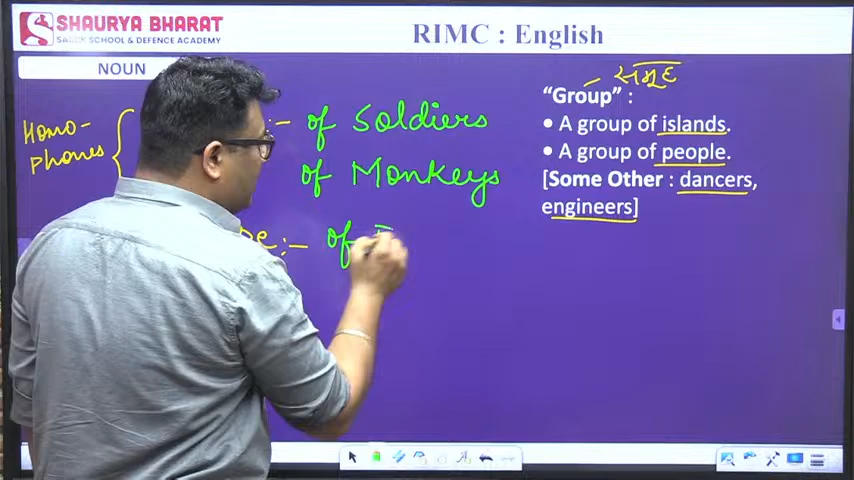 SHAURYA BHARAT
SAINIK SCHOOL & DEFENCE ACADEMY
RIMC : English
NOUN
Homo-
Phones
:- of Soldiers
of Monkeys
:- of
समूह
“Group” :
• A group of islands.
• A group of people.
[Some Other : dancers,
engineers]